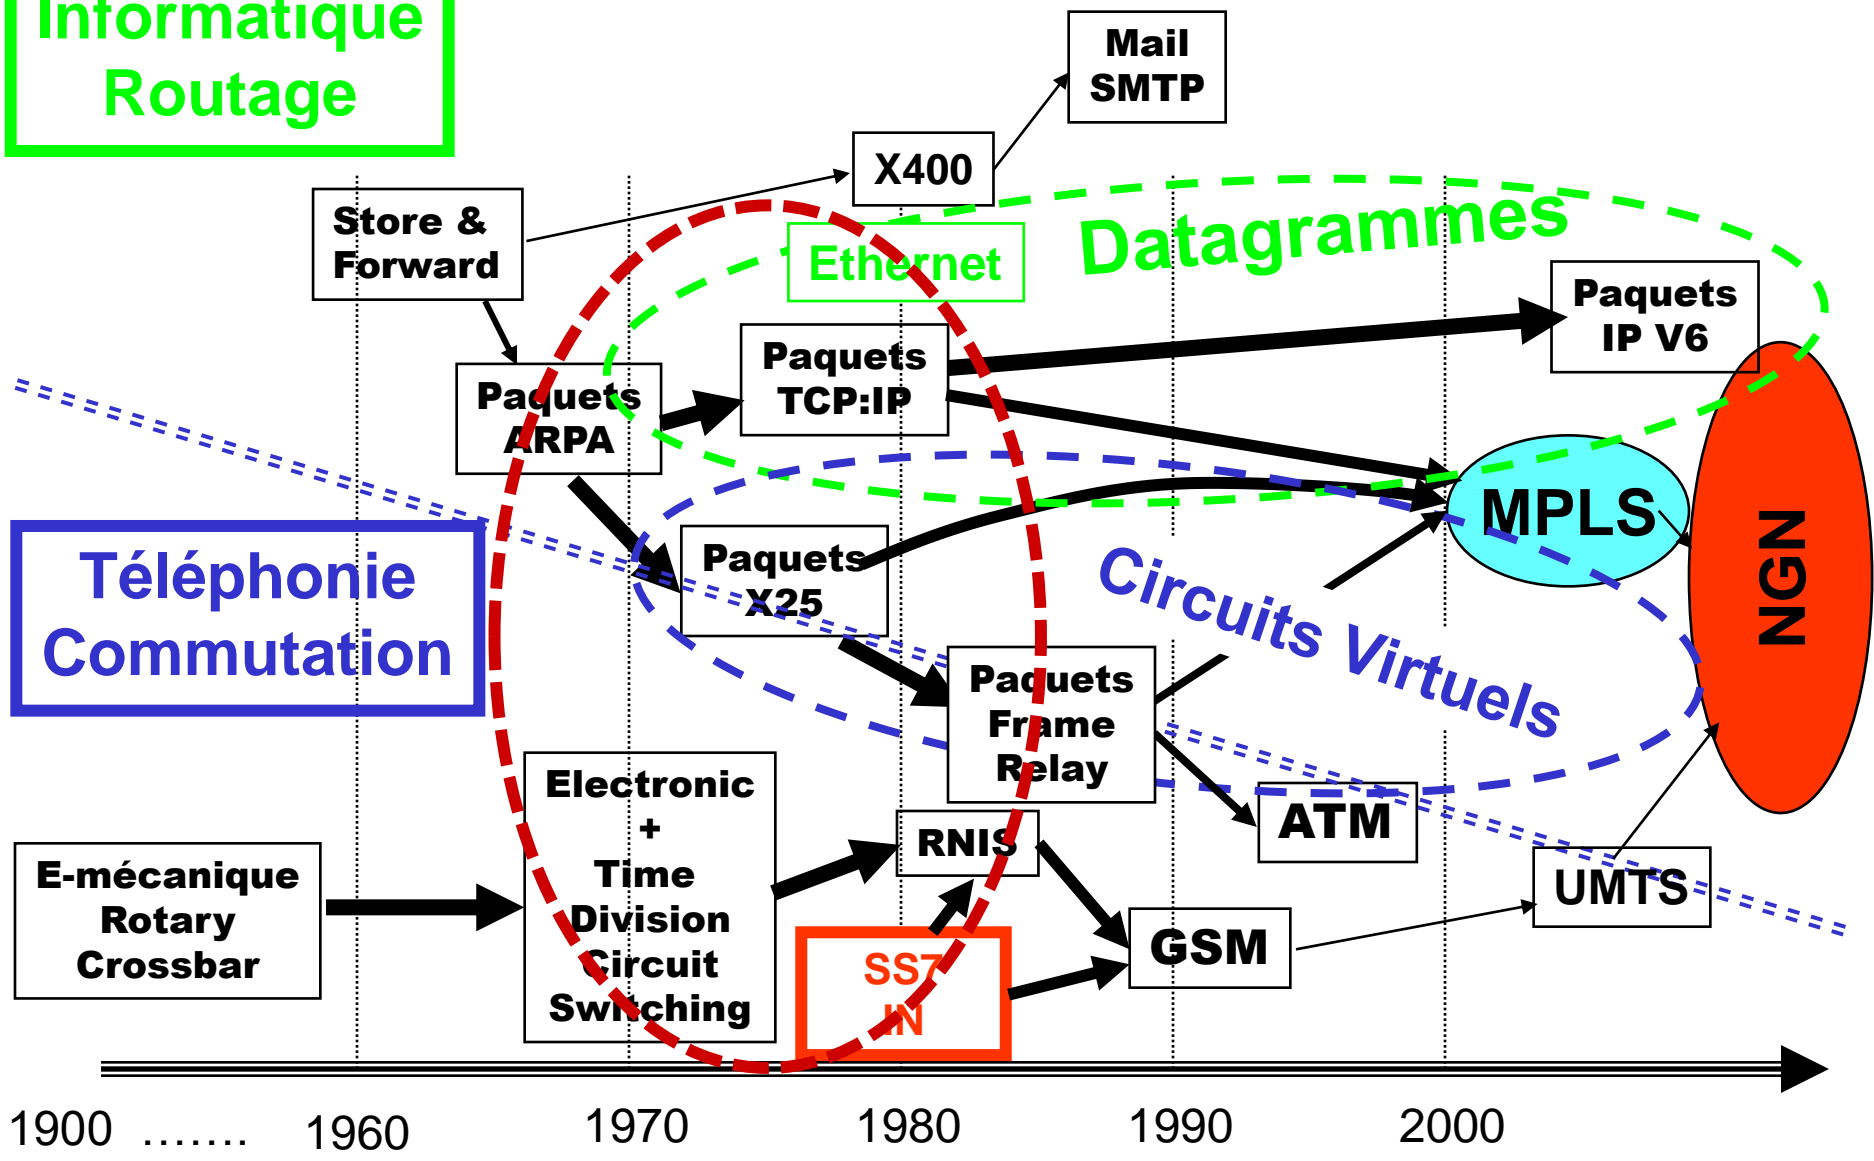 Informatique
Routage
Mail
SMTP
X400
Store &
Forward
Ethernet
Datagrammes
Paquets
IP V6
Paquets
TCP:IP
Paquets
ARPA
MPLS
NGN
Téléphonie
Commutation
Paquets
X25
Circuits Virtuels
Paquets
Frame
Relay
Electronic
+
Time
Division
Circuit
Switching
RNIS
ATM
E-mécanique
Rotary
Crossbar
UMTS
GSM
SS7
IN
1900 ....... 1960 1970 1980 1990 2000